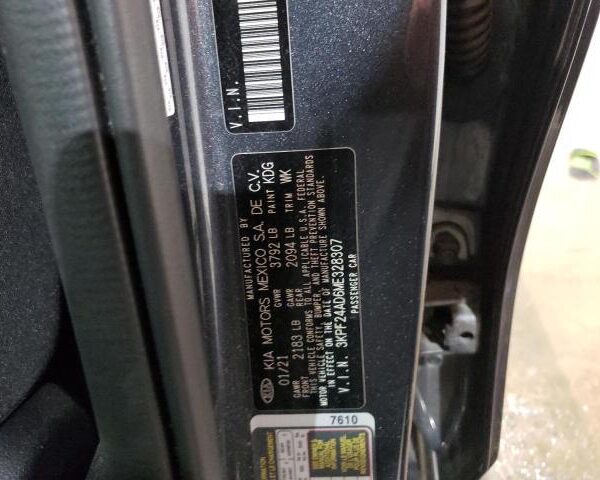 V.I.N.
MANUFACTURED BY
KIA MOTORS MEXICO S.A. DE C.V.
01/21 GVWR 3792 LB PAINT KDG
GAWR FRONT 2183 LB GAWR REAR 2094 LB TRIM WK
THIS VEHICLE CONFORMS TO ALL APPLICABLE U.S.A. FEDERAL
MOTOR VEHICLE SAFETY, BUMPER, AND THEFT PREVENTION STANDARDS
IN EFFECT ON THE DATE OF MANUFACTURE SHOWN ABOVE.
V.I.N. 3KPF24AD6ME328307
PASSENGER CAR
7610